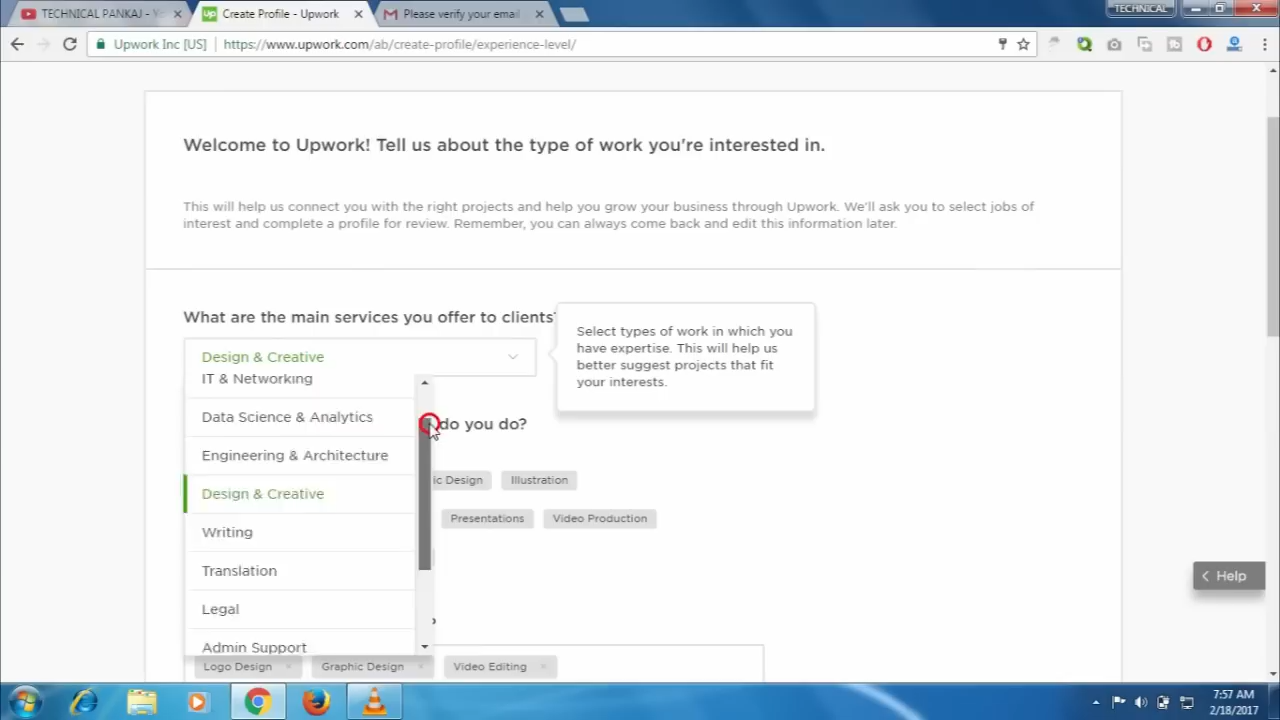 TECHNICAL PANKAJ - Yo
Create Profile - Upwork
Please verify your email
TECHNICAL
Upwork Inc [US]
https://www.upwork.com/ab/create-profile/experience-level/
Welcome to Upwork! Tell us about the type of work you're interested in.
This will help us connect you with the right projects and help you grow your business through Upwork. We'll ask you to select jobs of
interest and complete a profile for review. Remember, you can always come back and edit this information later.
What are the main services you offer to clients?
Select types of work in which you
have expertise. This will help us
better suggest projects that fit
your interests.
Design & Creative
IT & Networking
Data Science & Analytics
do you do?
Engineering & Architecture
ic Design
Illustration
Design & Creative
Presentations
Video Production
Writing
Translation
Help
Legal
Admin Support
Logo Design
Graphic Design
Video Editing
7:57 AM
2/18/2017